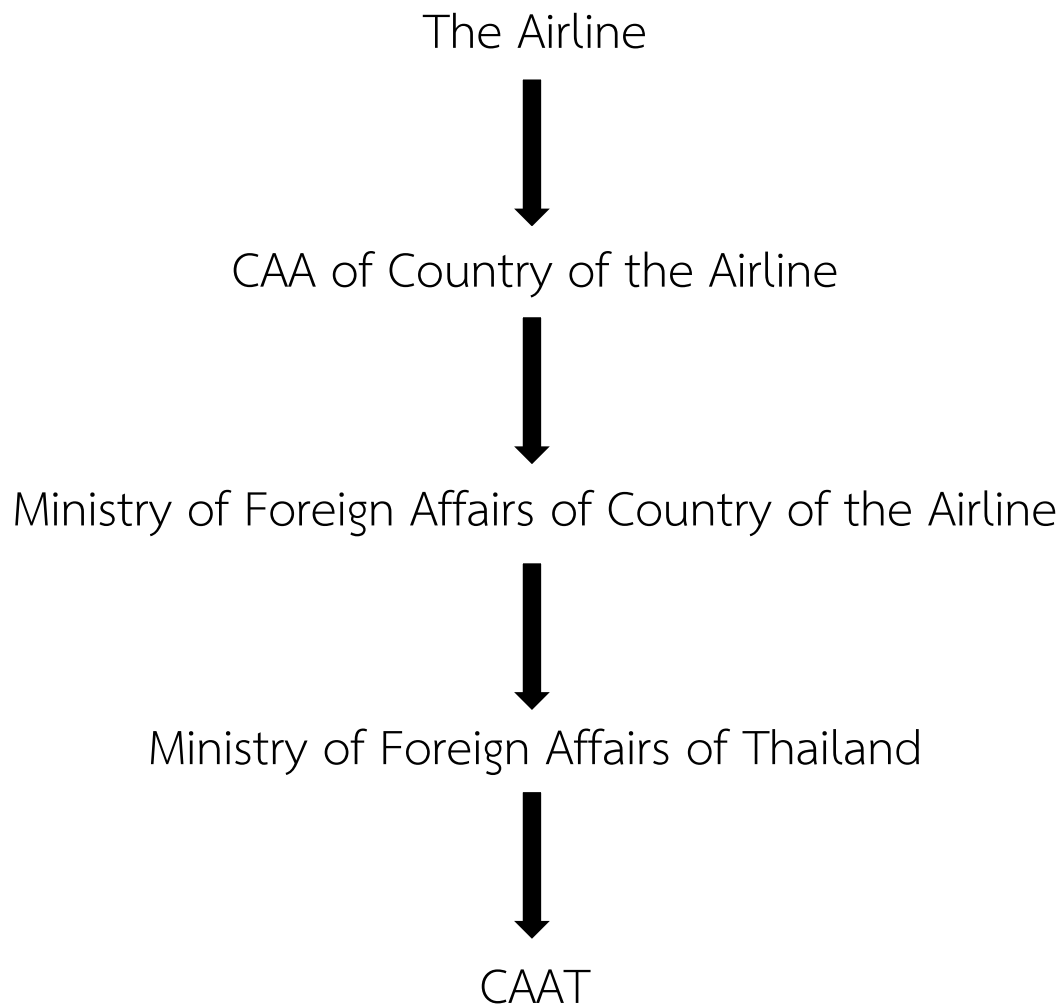 The Airline
CAA of Country of the Airline
Ministry of Foreign Affairs of Country of the Airline
Ministry of Foreign Affairs of Thailand
CAAT